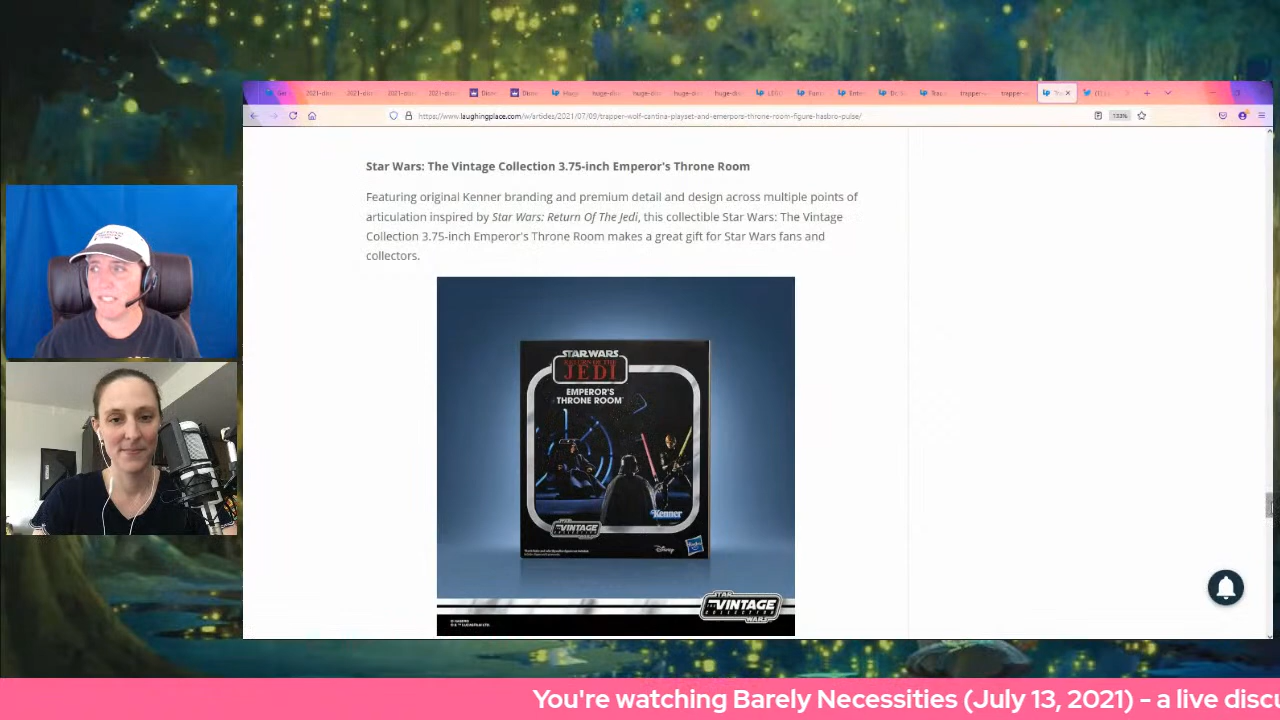 https://www.laughingplace.com/w/articles/2021/07/09/trapper-wolf-cantina-playset-and-emerpors-throne-room-figure-hasbro-pulse/
133%
Star Wars: The Vintage Collection 3.75-inch Emperor's Throne Room
Featuring original Kenner branding and premium detail and design across multiple points of
articulation inspired by Star Wars: Return Of The Jedi, this collectible Star Wars: The Vintage
Collection 3.75-inch Emperor's Throne Room makes a great gift for Star Wars fans and
collectors.
STAR WARS
RETURN OF THE
JEDI
EMPEROR'S
THRONE ROOM
Kenner
VINTAGE
Disney
Hasbro
STAR
THE VINTAGE
COLLECTION
WARS
You're watching Barely Necessities (July 13, 2021) - a live discu